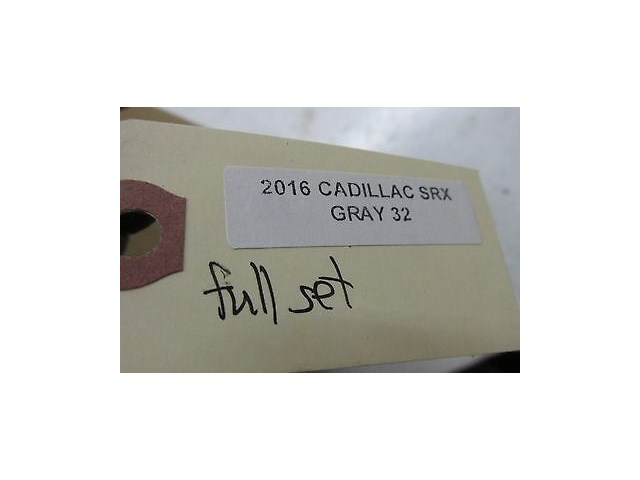 2016 CADILLAC SRX
GRAY 32
full set